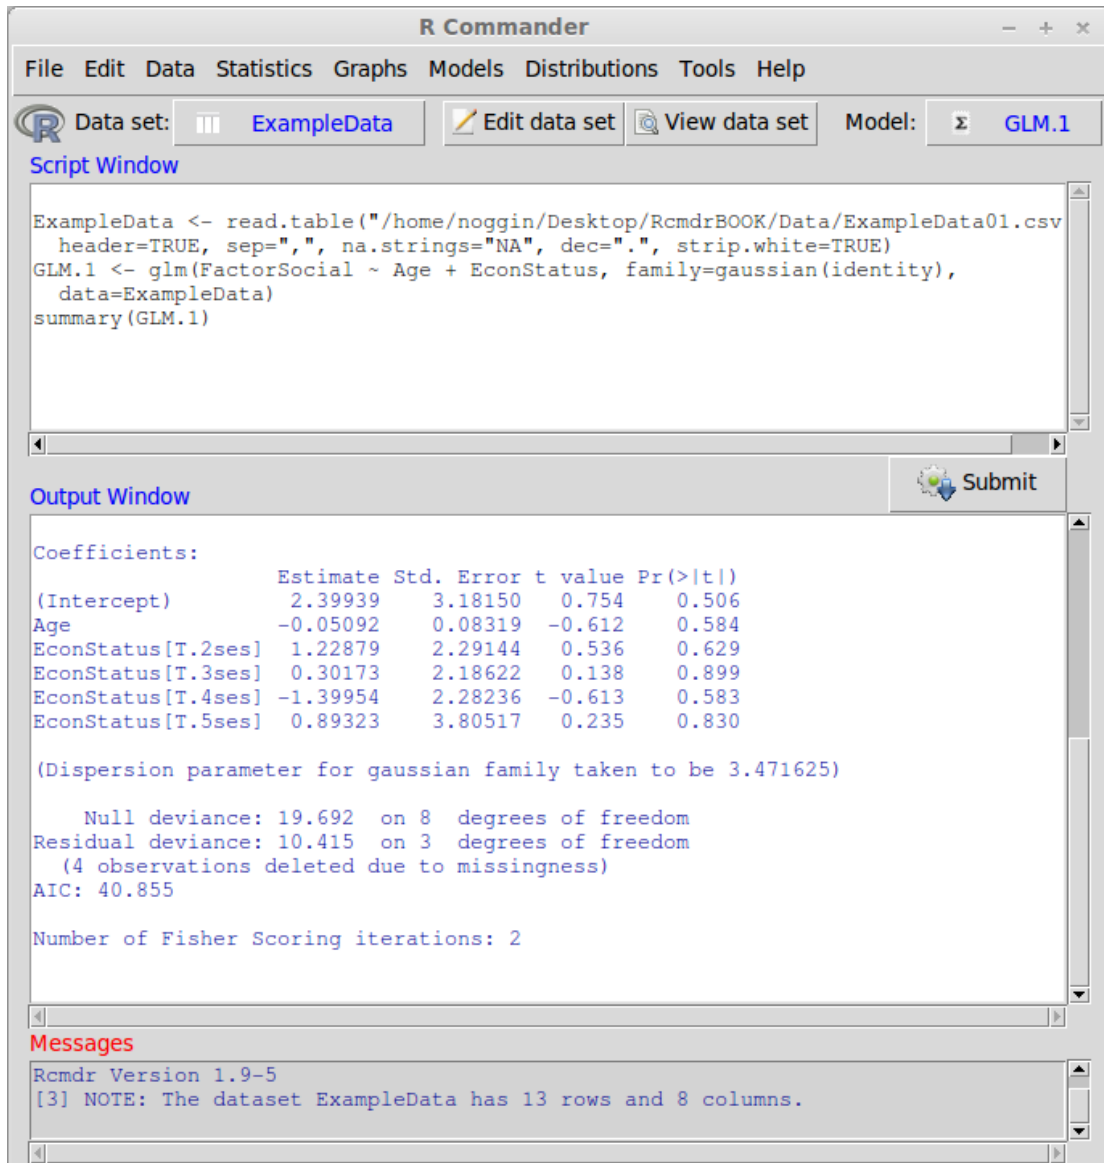 R Commander
File Edit Data Statistics Graphs Models Distributions Tools Help
R Data set: ExampleData Edit data set View data set Model: Σ GLM.1
Script Window
ExampleData <- read.table("/home/noggin/Desktop/RcmdrBOOK/Data/ExampleData01.csv
  header=TRUE, sep=",", na.strings="NA", dec=".", strip.white=TRUE)
GLM.1 <- glm(FactorSocial ~ Age + EconStatus, family=gaussian(identity),
  data=ExampleData)
summary(GLM.1)
Submit
Output Window
Coefficients:
                   Estimate Std. Error t value Pr(>|t|)
(Intercept)         2.39939    3.18150   0.754    0.506
Age                -0.05092    0.08319  -0.612    0.584
EconStatus[T.2ses]  1.22879    2.29144   0.536    0.629
EconStatus[T.3ses]  0.30173    2.18622   0.138    0.899
EconStatus[T.4ses] -1.39954    2.28236  -0.613    0.583
EconStatus[T.5ses]  0.89323    3.80517   0.235    0.830
(Dispersion parameter for gaussian family taken to be 3.471625)
    Null deviance: 19.692  on 8  degrees of freedom
Residual deviance: 10.415  on 3  degrees of freedom
  (4 observations deleted due to missingness)
AIC: 40.855
Number of Fisher Scoring iterations: 2
Messages
Rcmdr Version 1.9-5
[3] NOTE: The dataset ExampleData has 13 rows and 8 columns.